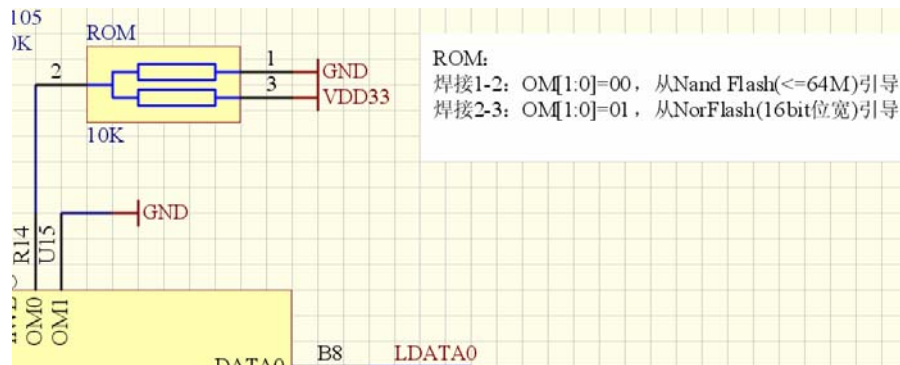 105
0K
ROM
1
2
GND
3
VDD33
10K
ROM:
焊接1-2：OM[1:0]=00，从Nand Flash(<=64M)引导
焊接2-3：OM[1:0]=01，从NorFlash(16bit位宽)引导
GND
R14
U15
OM0
OM1
DATA0
B8
LDATA0